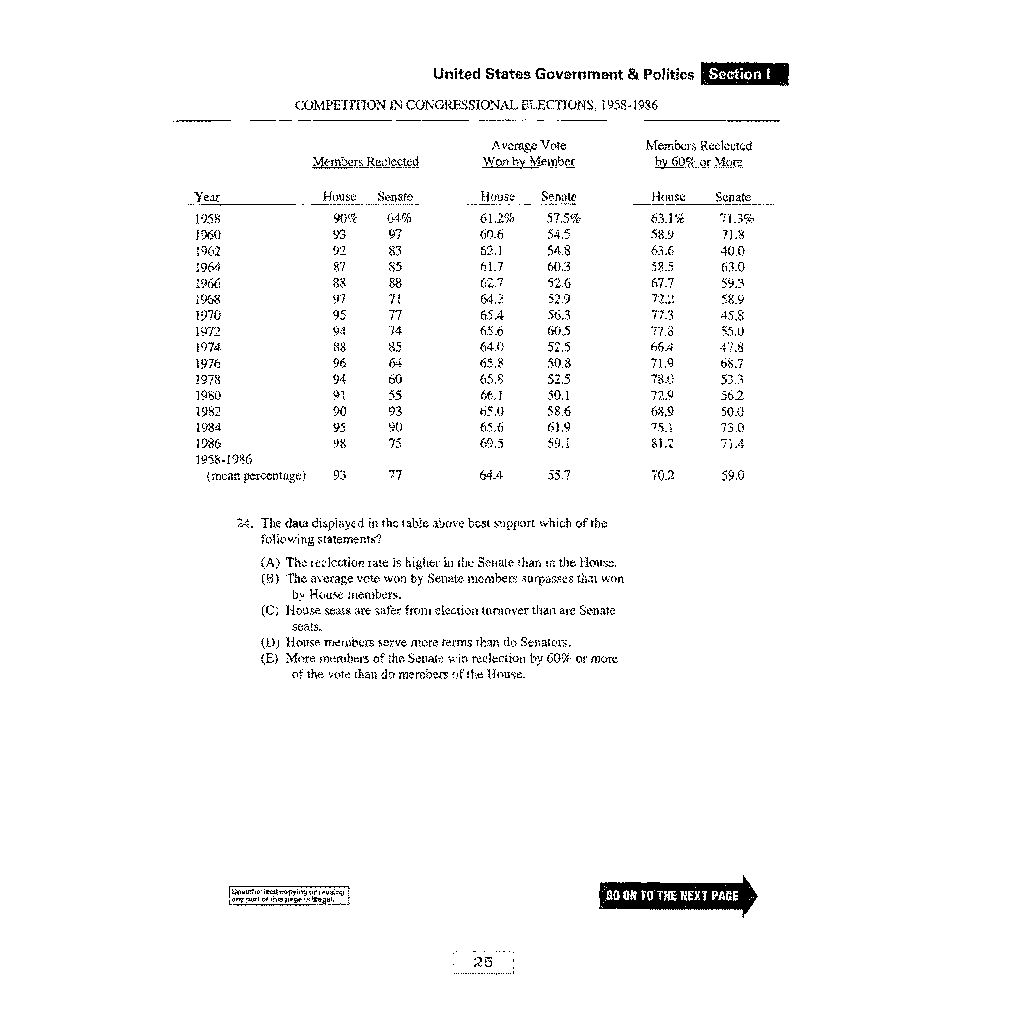 United States Government & Politics Section I
COMPETITION IN CONGRESSIONAL ELECTIONS, 1958-1986
Members Reelected Average Vote Won by Member Members Reelected by 60% or More
Year House Senate House Senate House Senate
1958 90% 64% 61.2% 57.5% 63.1% 71.3%
1960 93 97 60.6 54.5 58.9 71.8
1962 92 83 62.1 54.8 63.6 40.0
1964 87 85 61.7 60.3 58.5 63.0
1966 88 88 62.7 52.6 67.7 59.3
1968 97 71 64.2 52.9 72.2 58.9
1970 95 77 65.4 56.3 77.3 45.8
1972 94 74 65.6 60.5 77.8 55.0
1974 88 85 64.0 52.5 66.4 47.8
1976 96 64 65.8 50.8 71.9 68.7
1978 94 60 65.8 52.5 78.0 53.3
1980 91 55 66.1 50.1 72.9 56.2
1982 90 93 65.0 58.6 68.9 50.0
1984 95 90 65.6 61.9 75.1 73.0
1986 98 75 69.5 59.1 81.2 71.4
1958-1986
(mean percentage) 93 77 64.4 55.7 70.2 59.0
24. The data displayed in the table above best support which of the
following statements?
(A) The reelection rate is higher in the Senate than in the House.
(B) The average vote won by Senate members surpasses that won
by House members.
(C) House seats are safer from election turnover than are Senate
seats.
(D) House members serve more terms than do Senators.
(E) More members of the Senate win reelection by 60% or more
of the vote than do members of the House.
Unauthorized copying or reusing
any part of this page is illegal.
GO ON TO THE NEXT PAGE
25